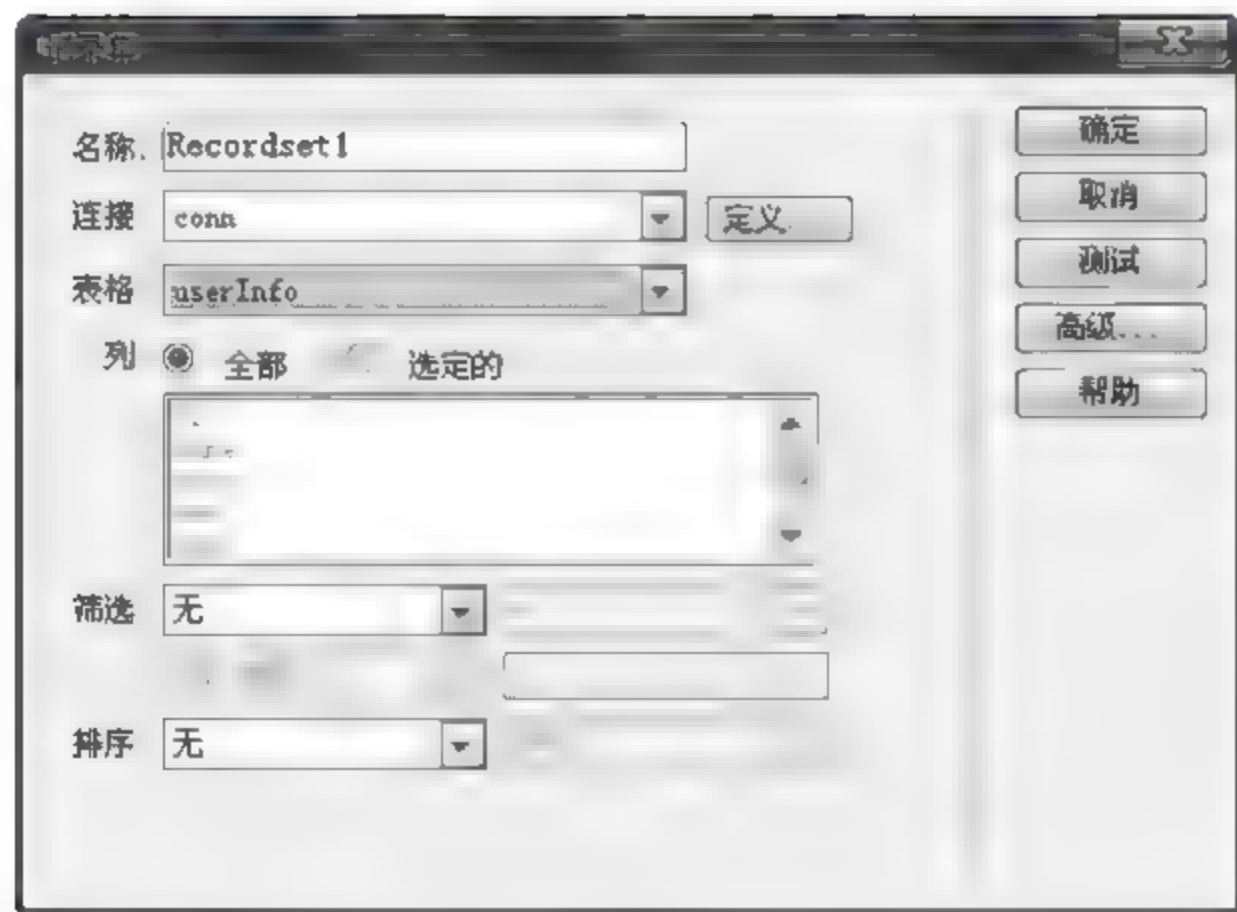 名称. Recordset1
连接 conn 定义...
表格 userInfo
列 全部 选定的
筛选 无
排序 无
确定
取消
测试
高级...
帮助